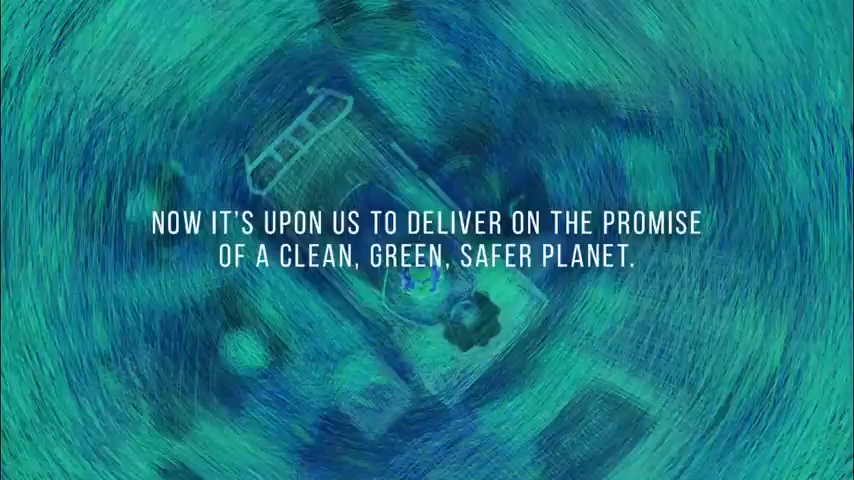 NOW IT'S UPON US TO DELIVER ON THE PROMISE
OF A CLEAN, GREEN, SAFER PLANET.